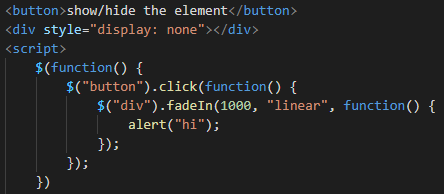 <button>show/hide the element</button>
<div style="display: none"></div>
<script>
    $(function() {
        $("button").click(function() {
            $("div").fadeIn(1000, "linear", function() {
                alert("hi");
            });
        });
    })